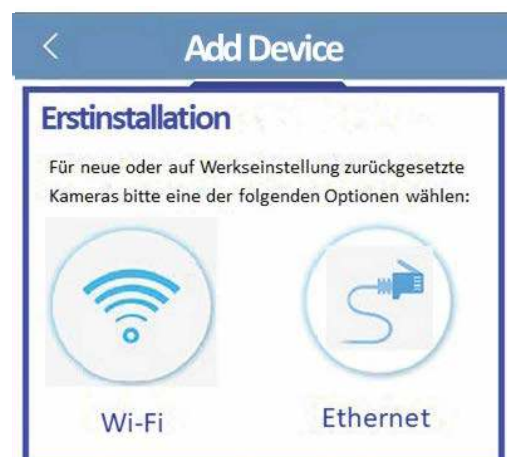 Add Device
Erstinstallation
Für neue oder auf Werkseinstellung zurückgesetzte
Kameras bitte eine der folgenden Optionen wählen:
Wi-Fi
Ethernet